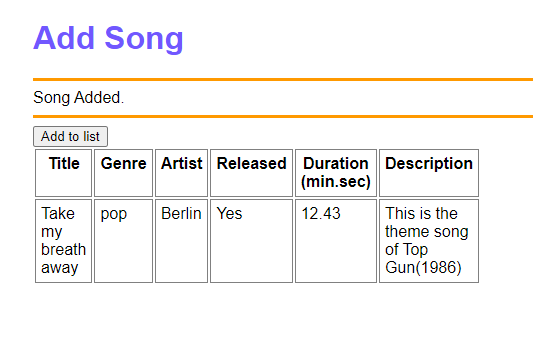 Add Song
Song Added.
Add to list
Title Genre Artist Released Duration (min.sec) Description
Take my breath away pop Berlin Yes 12.43 This is the theme song of Top Gun(1986)